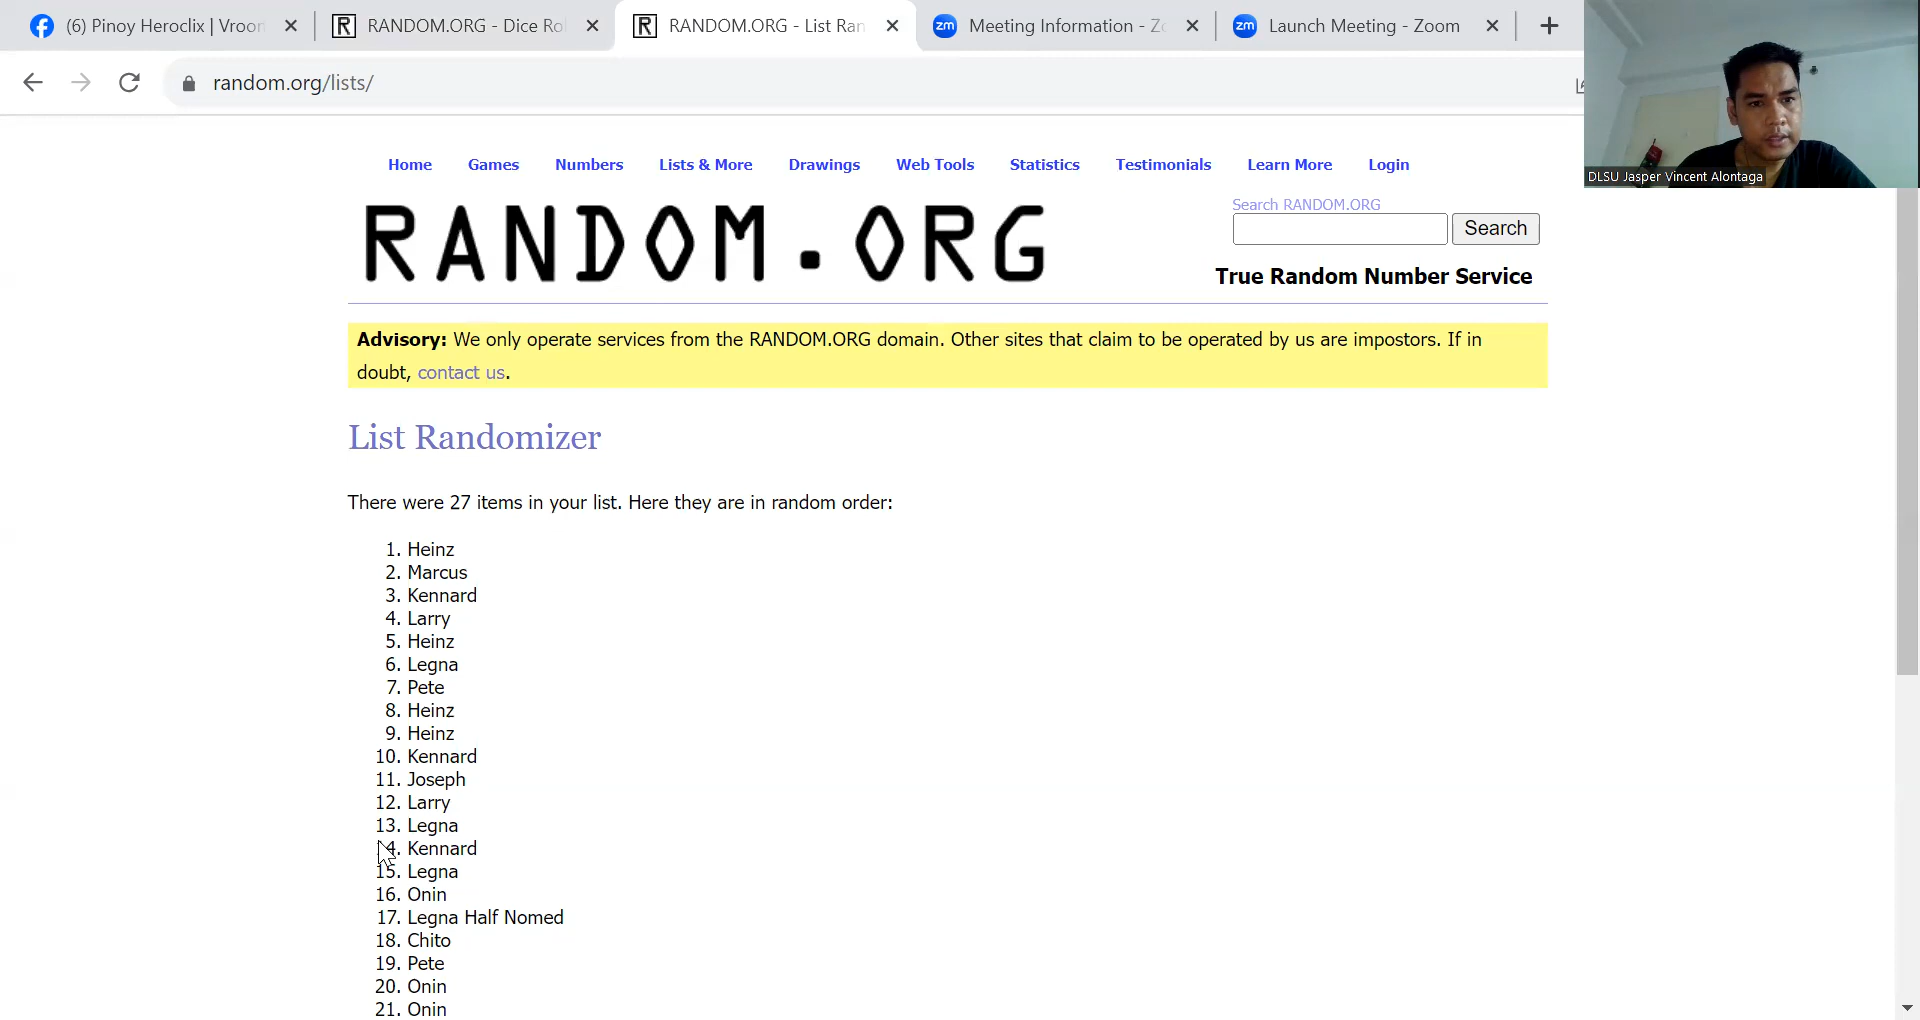 (6) Pinoy Heroclix | Vroom
RANDOM.ORG - Dice Rol
RANDOM.ORG - List Ran
zm Meeting Information - Zo
zm Launch Meeting - Zoom
random.org/lists/
DLSU Jasper Vincent Alontaga
Home Games Numbers Lists & More Drawings Web Tools Statistics Testimonials Learn More Login
RANDOM.ORG
Search RANDOM.ORG
Search
True Random Number Service
Advisory: We only operate services from the RANDOM.ORG domain. Other sites that claim to be operated by us are impostors. If in
doubt, contact us.
List Randomizer
There were 27 items in your list. Here they are in random order:
1. Heinz
2. Marcus
3. Kennard
4. Larry
5. Heinz
6. Legna
7. Pete
8. Heinz
9. Heinz
10. Kennard
11. Joseph
12. Larry
13. Legna
14. Kennard
15. Legna
16. Onin
17. Legna Half Nomed
18. Chito
19. Pete
20. Onin
21. Onin